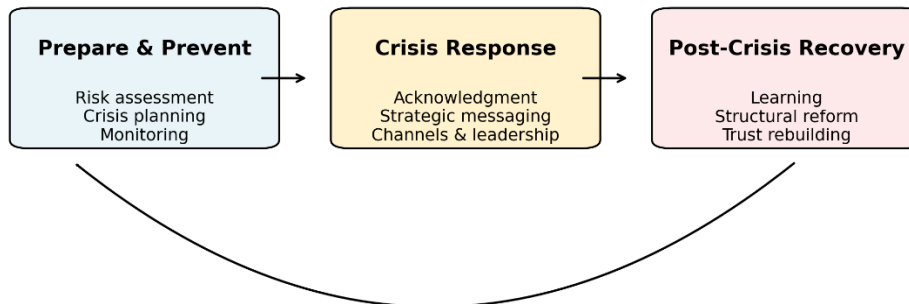 Prepare & Prevent
Risk assessment
Crisis planning
Monitoring
Crisis Response
Acknowledgment
Strategic messaging
Channels & leadership
Post-Crisis Recovery
Learning
Structural reform
Trust rebuilding